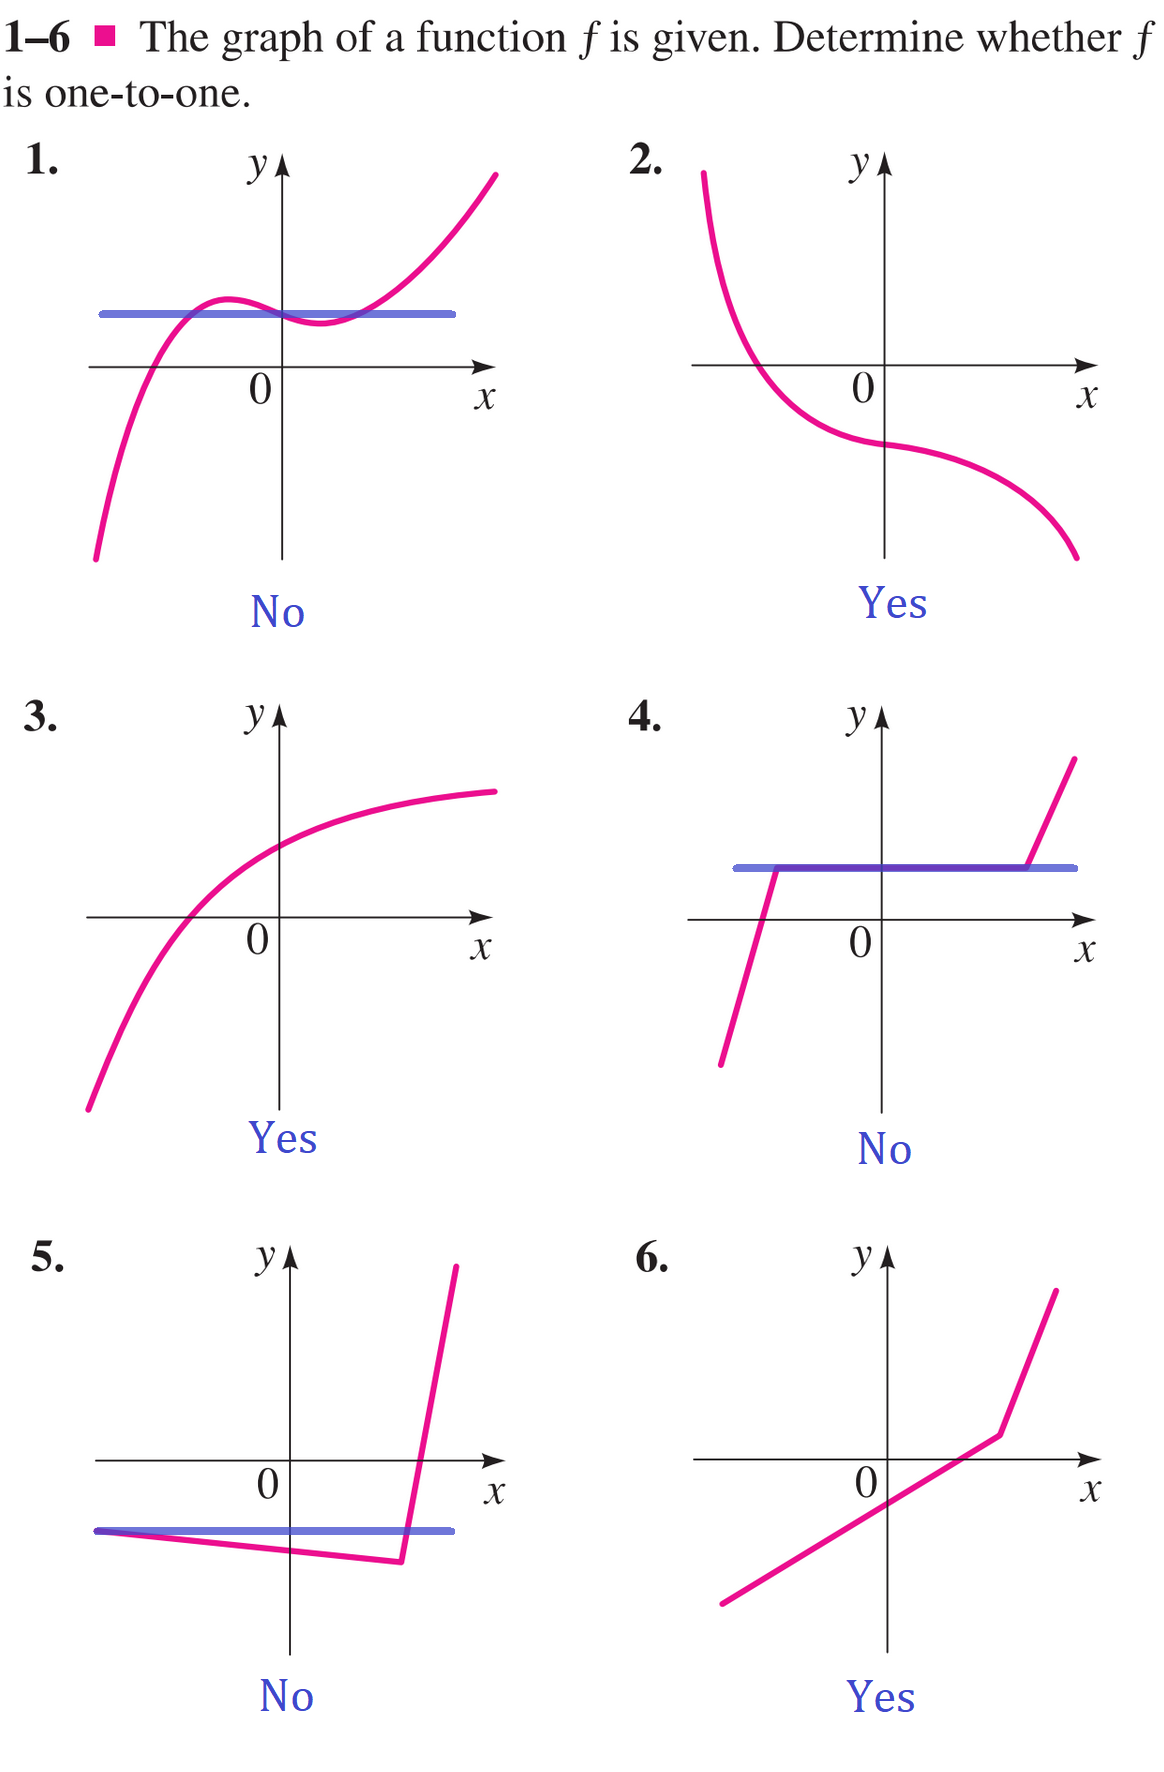 1–6 ■ The graph of a function f is given. Determine whether f
is one-to-one.
1.
y
0
x
No
2.
y
0
x
Yes
3.
y
0
x
Yes
4.
y
0
x
No
5.
y
0
x
No
6.
y
0
x
Yes